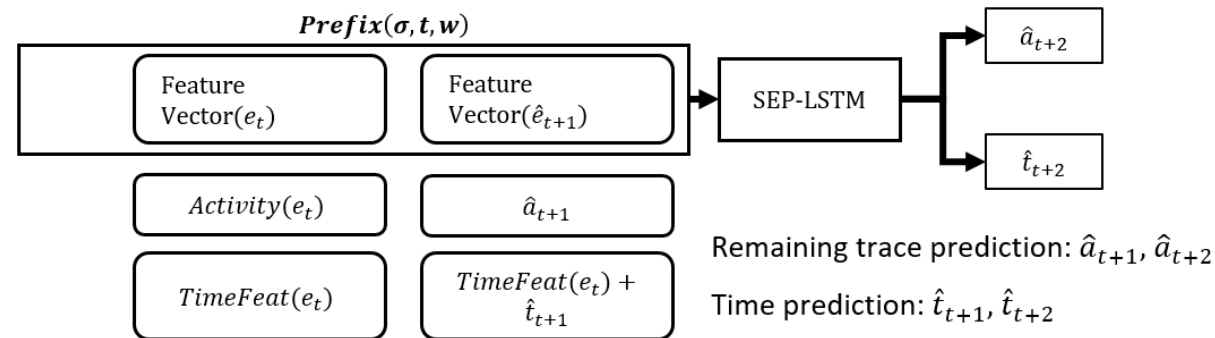 Prefix(σ, t, w)
Feature
Vector(e_t)
Feature
Vector(ê_{t+1})
SEP-LSTM
â_{t+2}
t̂_{t+2}
Activity(e_t)
â_{t+1}
TimeFeat(e_t)
TimeFeat(e_t) +
t̂_{t+1}
Remaining trace prediction: â_{t+1}, â_{t+2}
Time prediction: t̂_{t+1}, t̂_{t+2}